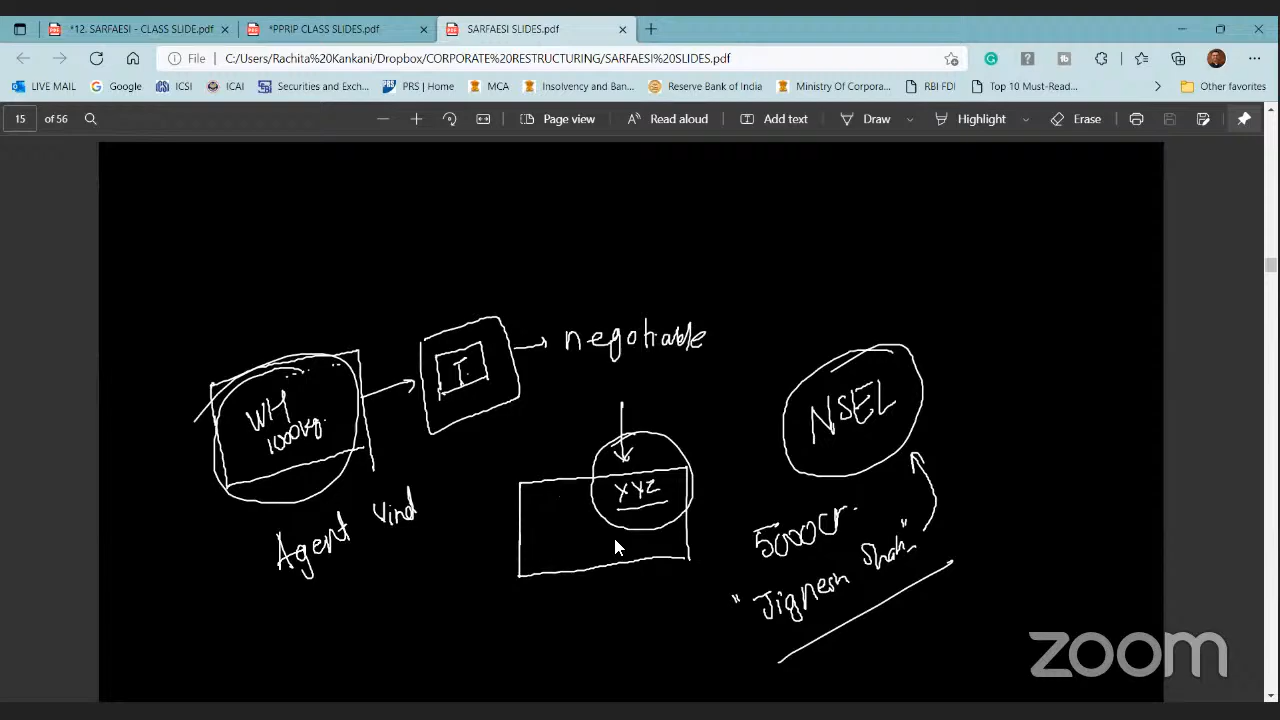 *12. SARFAESI - CLASS SLIDE.pdf
*PPRIP CLASS SLIDES.pdf
SARFAESI SLIDES.pdf
File
C:/Users/Rachita%20Kankani/Dropbox/CORPORATE%20RESTRUCTURING/SARFAESI%20SLIDES.pdf
LIVE MAIL
Google
ICSI
ICAI
Securities and Exch...
PRS | Home
MCA
Insolvency and Ban...
Reserve Bank of India
Ministry Of Corpora...
RBI FDI
Top 10 Must-Read...
Other favorites
15 of 56
Page view
Read aloud
Add text
Draw
Highlight
Erase
negotiable
I.
WH
1000kg.
NSEL
XYZ
Agent Vind
5000Cr.
"Jignesh Shah"
zoom